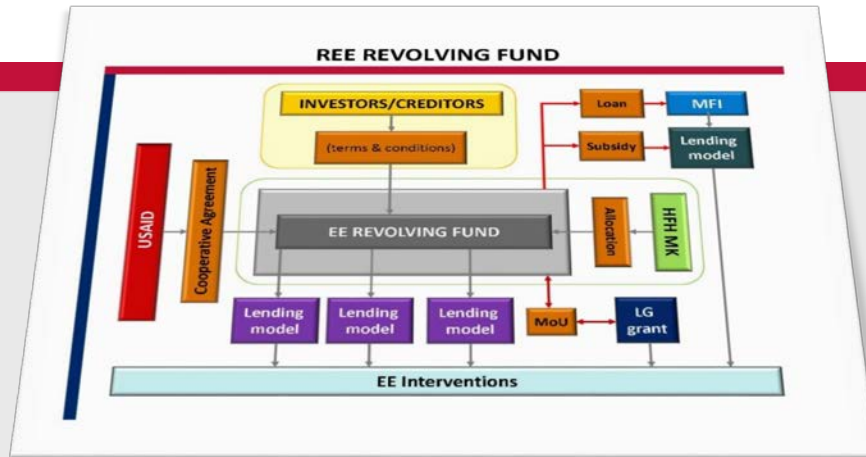 REE REVOLVING FUND
INVESTORS/CREDITORS
(terms & conditions)
Loan
MFI
Subsidy
Lending
model
USAID
Cooperative Agreement
EE REVOLVING FUND
Allocation
HFH MK
Lending
model
Lending
model
Lending
model
MoU
LG
grant
EE Interventions